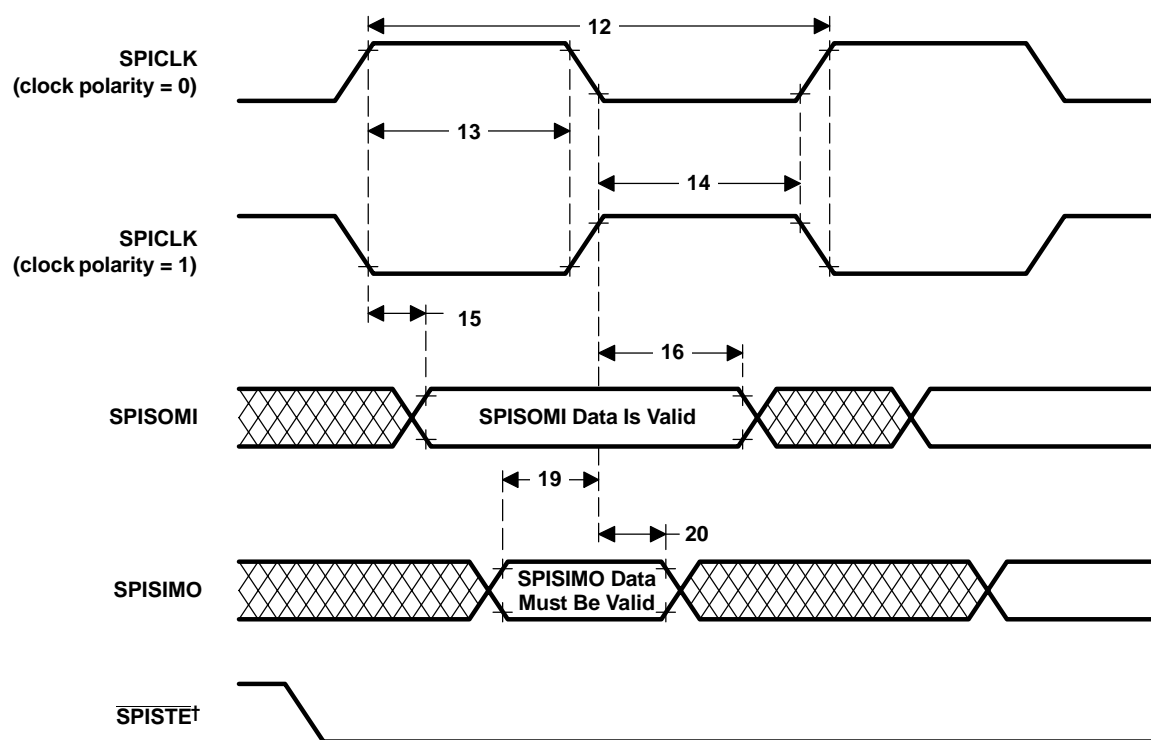 12
SPICLK
(clock polarity = 0)
13
14
SPICLK
(clock polarity = 1)
15
16
SPISOMI
SPISOMI Data Is Valid
19
20
SPISIMO
SPISIMO Data
Must Be Valid
SPISTE†